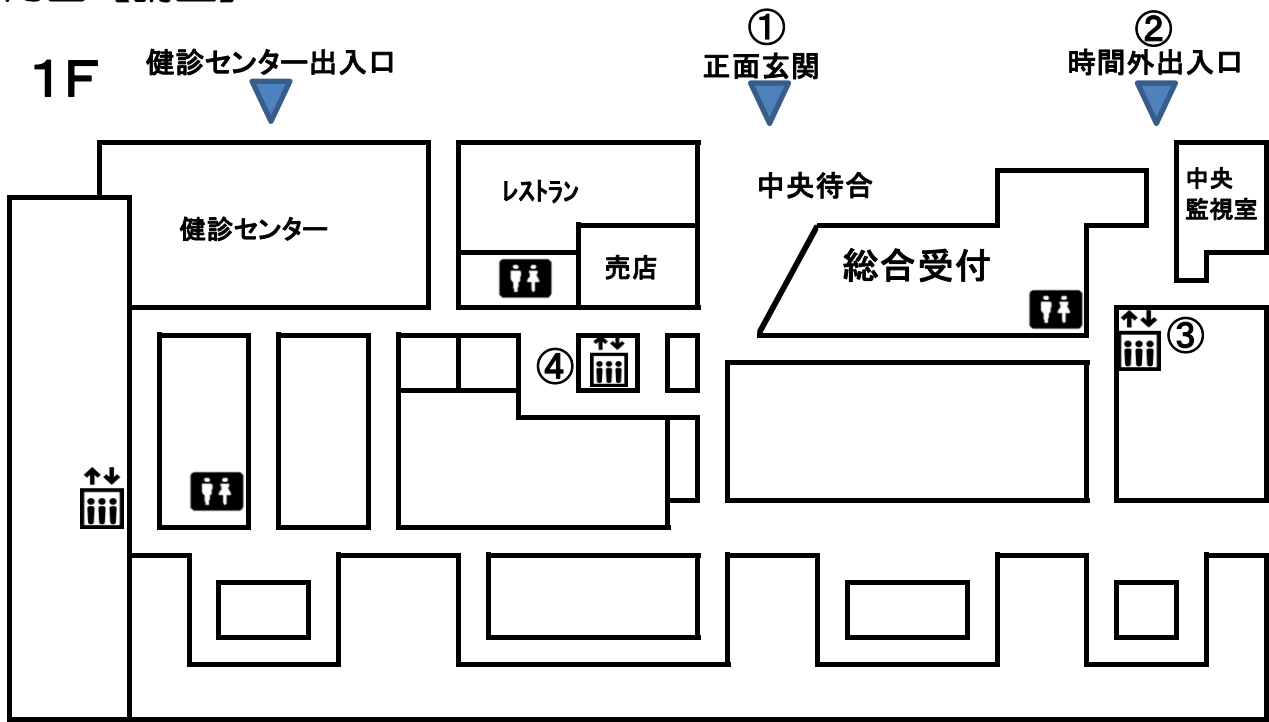 1F
健診センター出入口
①
正面玄関
②
時間外出入口
健診センター
レストラン
売店
中央待合
総合受付
中央
監視室
③
④